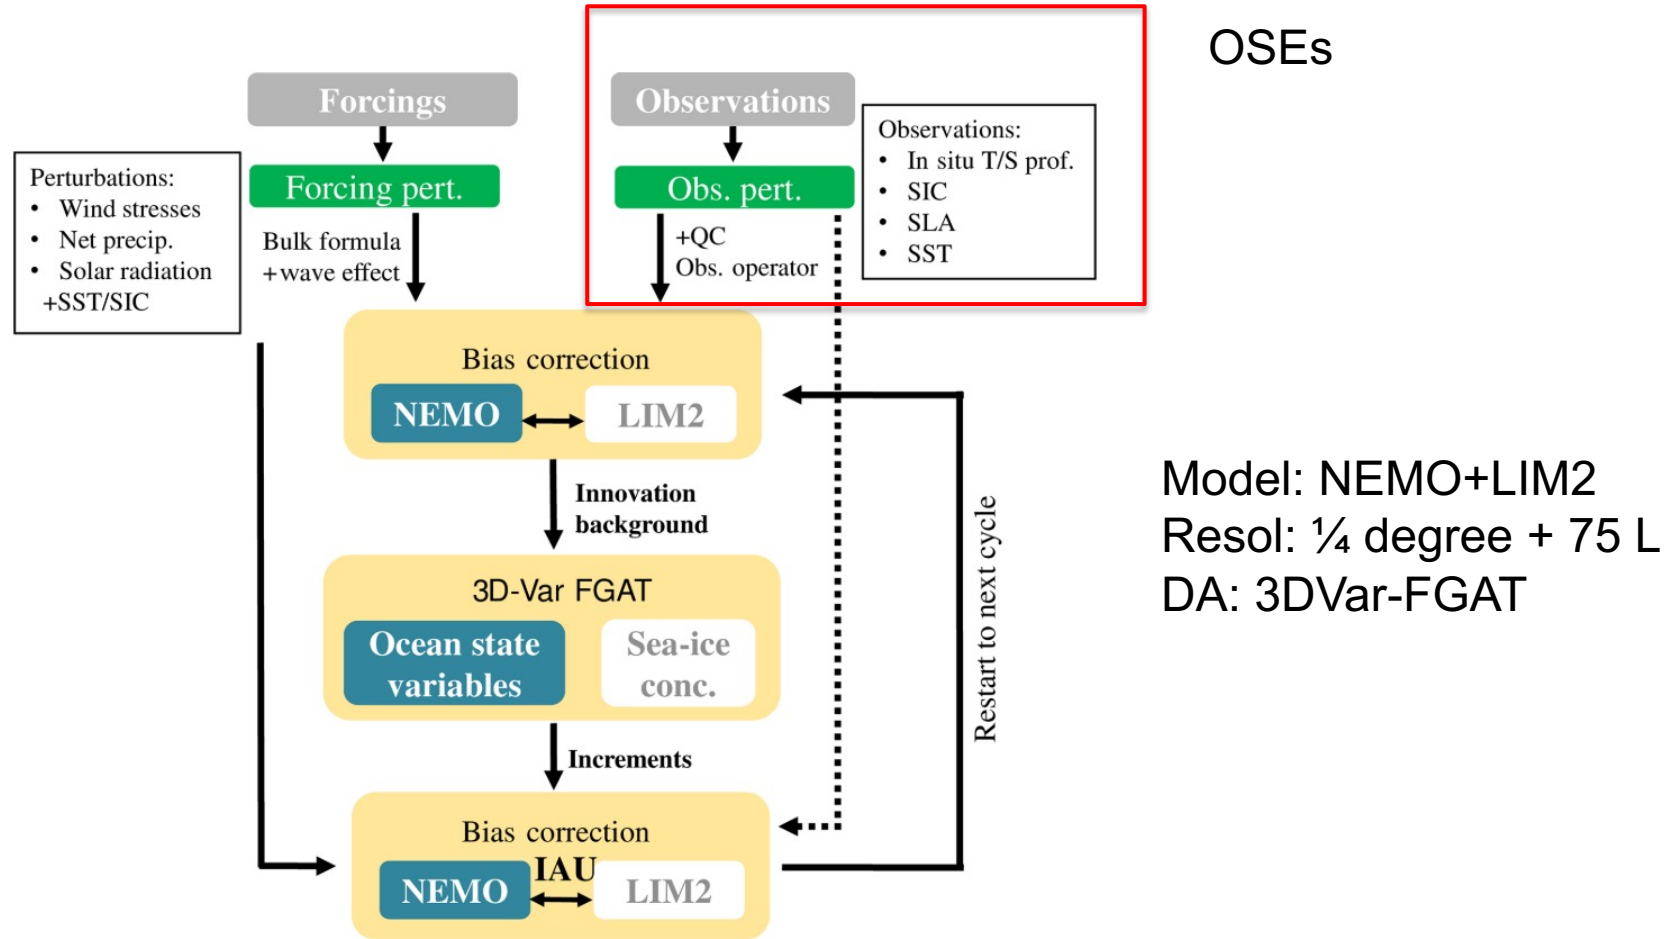 OSEs
Forcings
Observations
Observations:
• In situ T/S prof.
• SIC
• SLA
• SST
Perturbations:
• Wind stresses
• Net precip.
• Solar radiation
+SST/SIC
Forcing pert.
Obs. pert.
Bulk formula
+wave effect
+QC
Obs. operator
Bias correction
NEMO
LIM2
Innovation
background
3D-Var FGAT
Ocean state
variables
Sea-ice
conc.
Increments
Bias correction
IAU
NEMO
LIM2
Restart to next cycle
Model: NEMO+LIM2
Resol: ¼ degree + 75 L
DA: 3DVar-FGAT